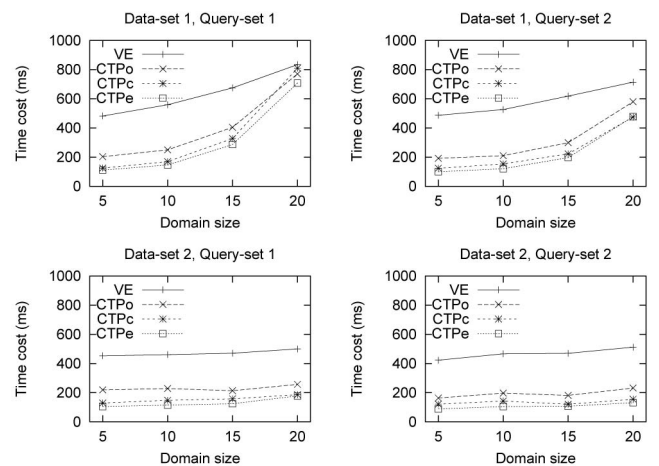 Data-set 1, Query-set 1
1000
800
600
400
200
0
VE
CTPo
CTPc
CTPe
5
10
15
20
Time cost (ms)
Domain size
Data-set 1, Query-set 2
1000
800
600
400
200
0
VE
CTPo
CTPc
CTPe
5
10
15
20
Time cost (ms)
Domain size
Data-set 2, Query-set 1
1000
800
600
400
200
0
VE
CTPo
CTPc
CTPe
5
10
15
20
Time cost (ms)
Domain size
Data-set 2, Query-set 2
1000
800
600
400
200
0
VE
CTPo
CTPc
CTPe
5
10
15
20
Time cost (ms)
Domain size